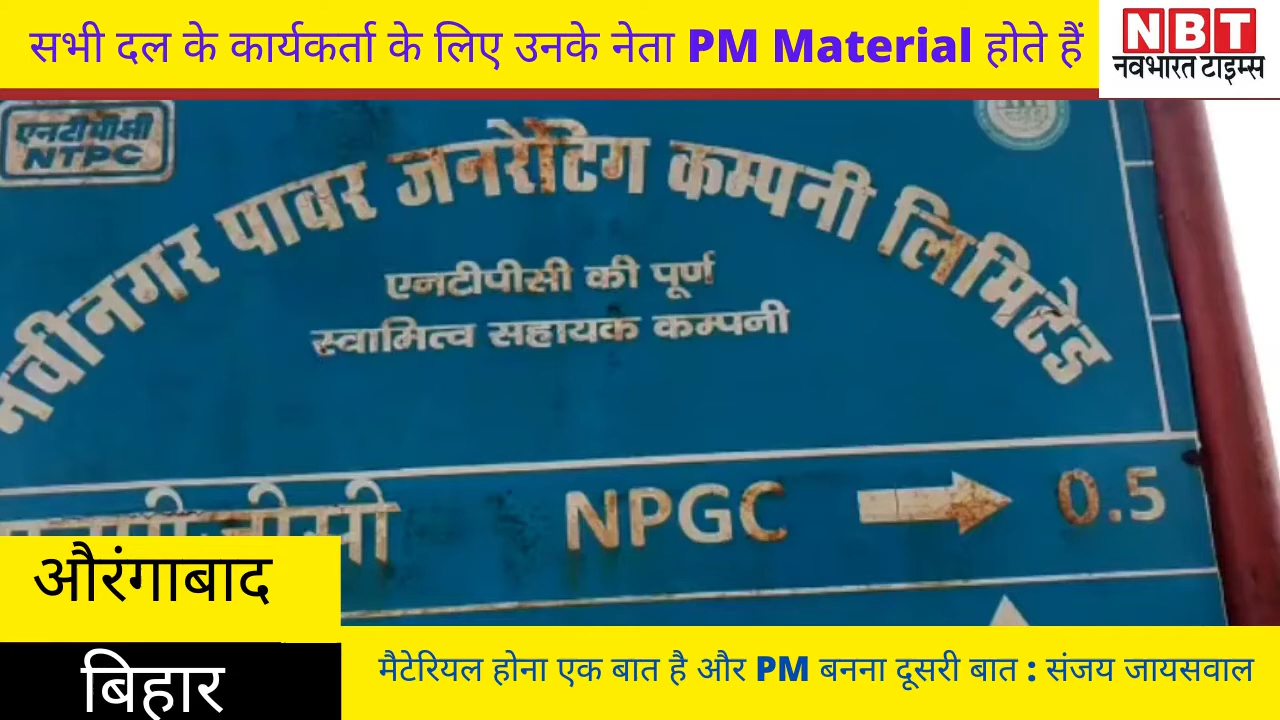 सभी दल के कार्यकर्ता के लिए उनके नेता PM Material होते हैं
NBT
नवभारत टाइम्स
एनटीपीसी
NTPC
नवीनगर पावर जनरेटिंग कम्पनी लिमिटेड
एनटीपीसी की पूर्ण
स्वामित्व सहायक कम्पनी
NPGC → 0.5
औरंगाबाद
बिहार
मैटेरियल होना एक बात है और PM बनना दूसरी बात : संजय जायसवाल